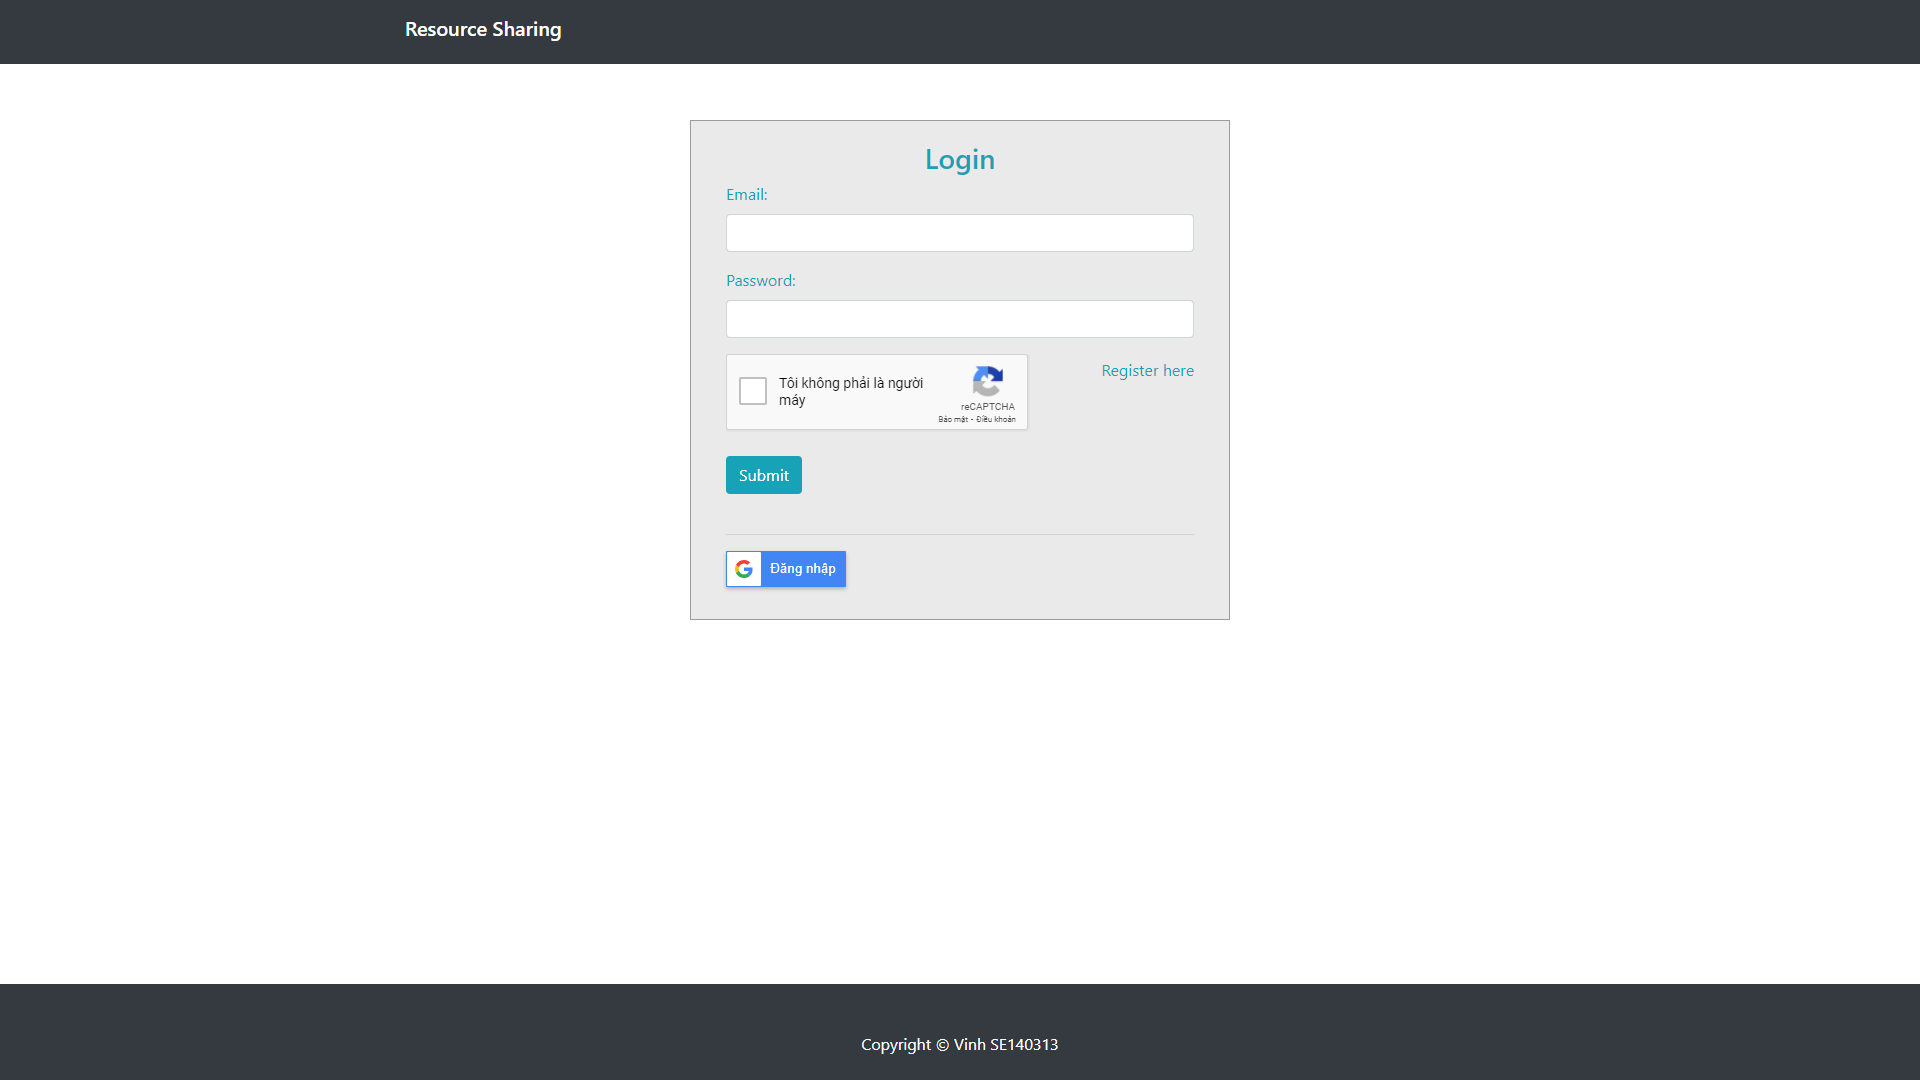 Resource Sharing
Login
Email:
Password:
Tôi không phải là người
máy
reCAPTCHA
Bảo mật - Điều khoản
Register here
Submit
Đăng nhập
Copyright © Vinh SE140313